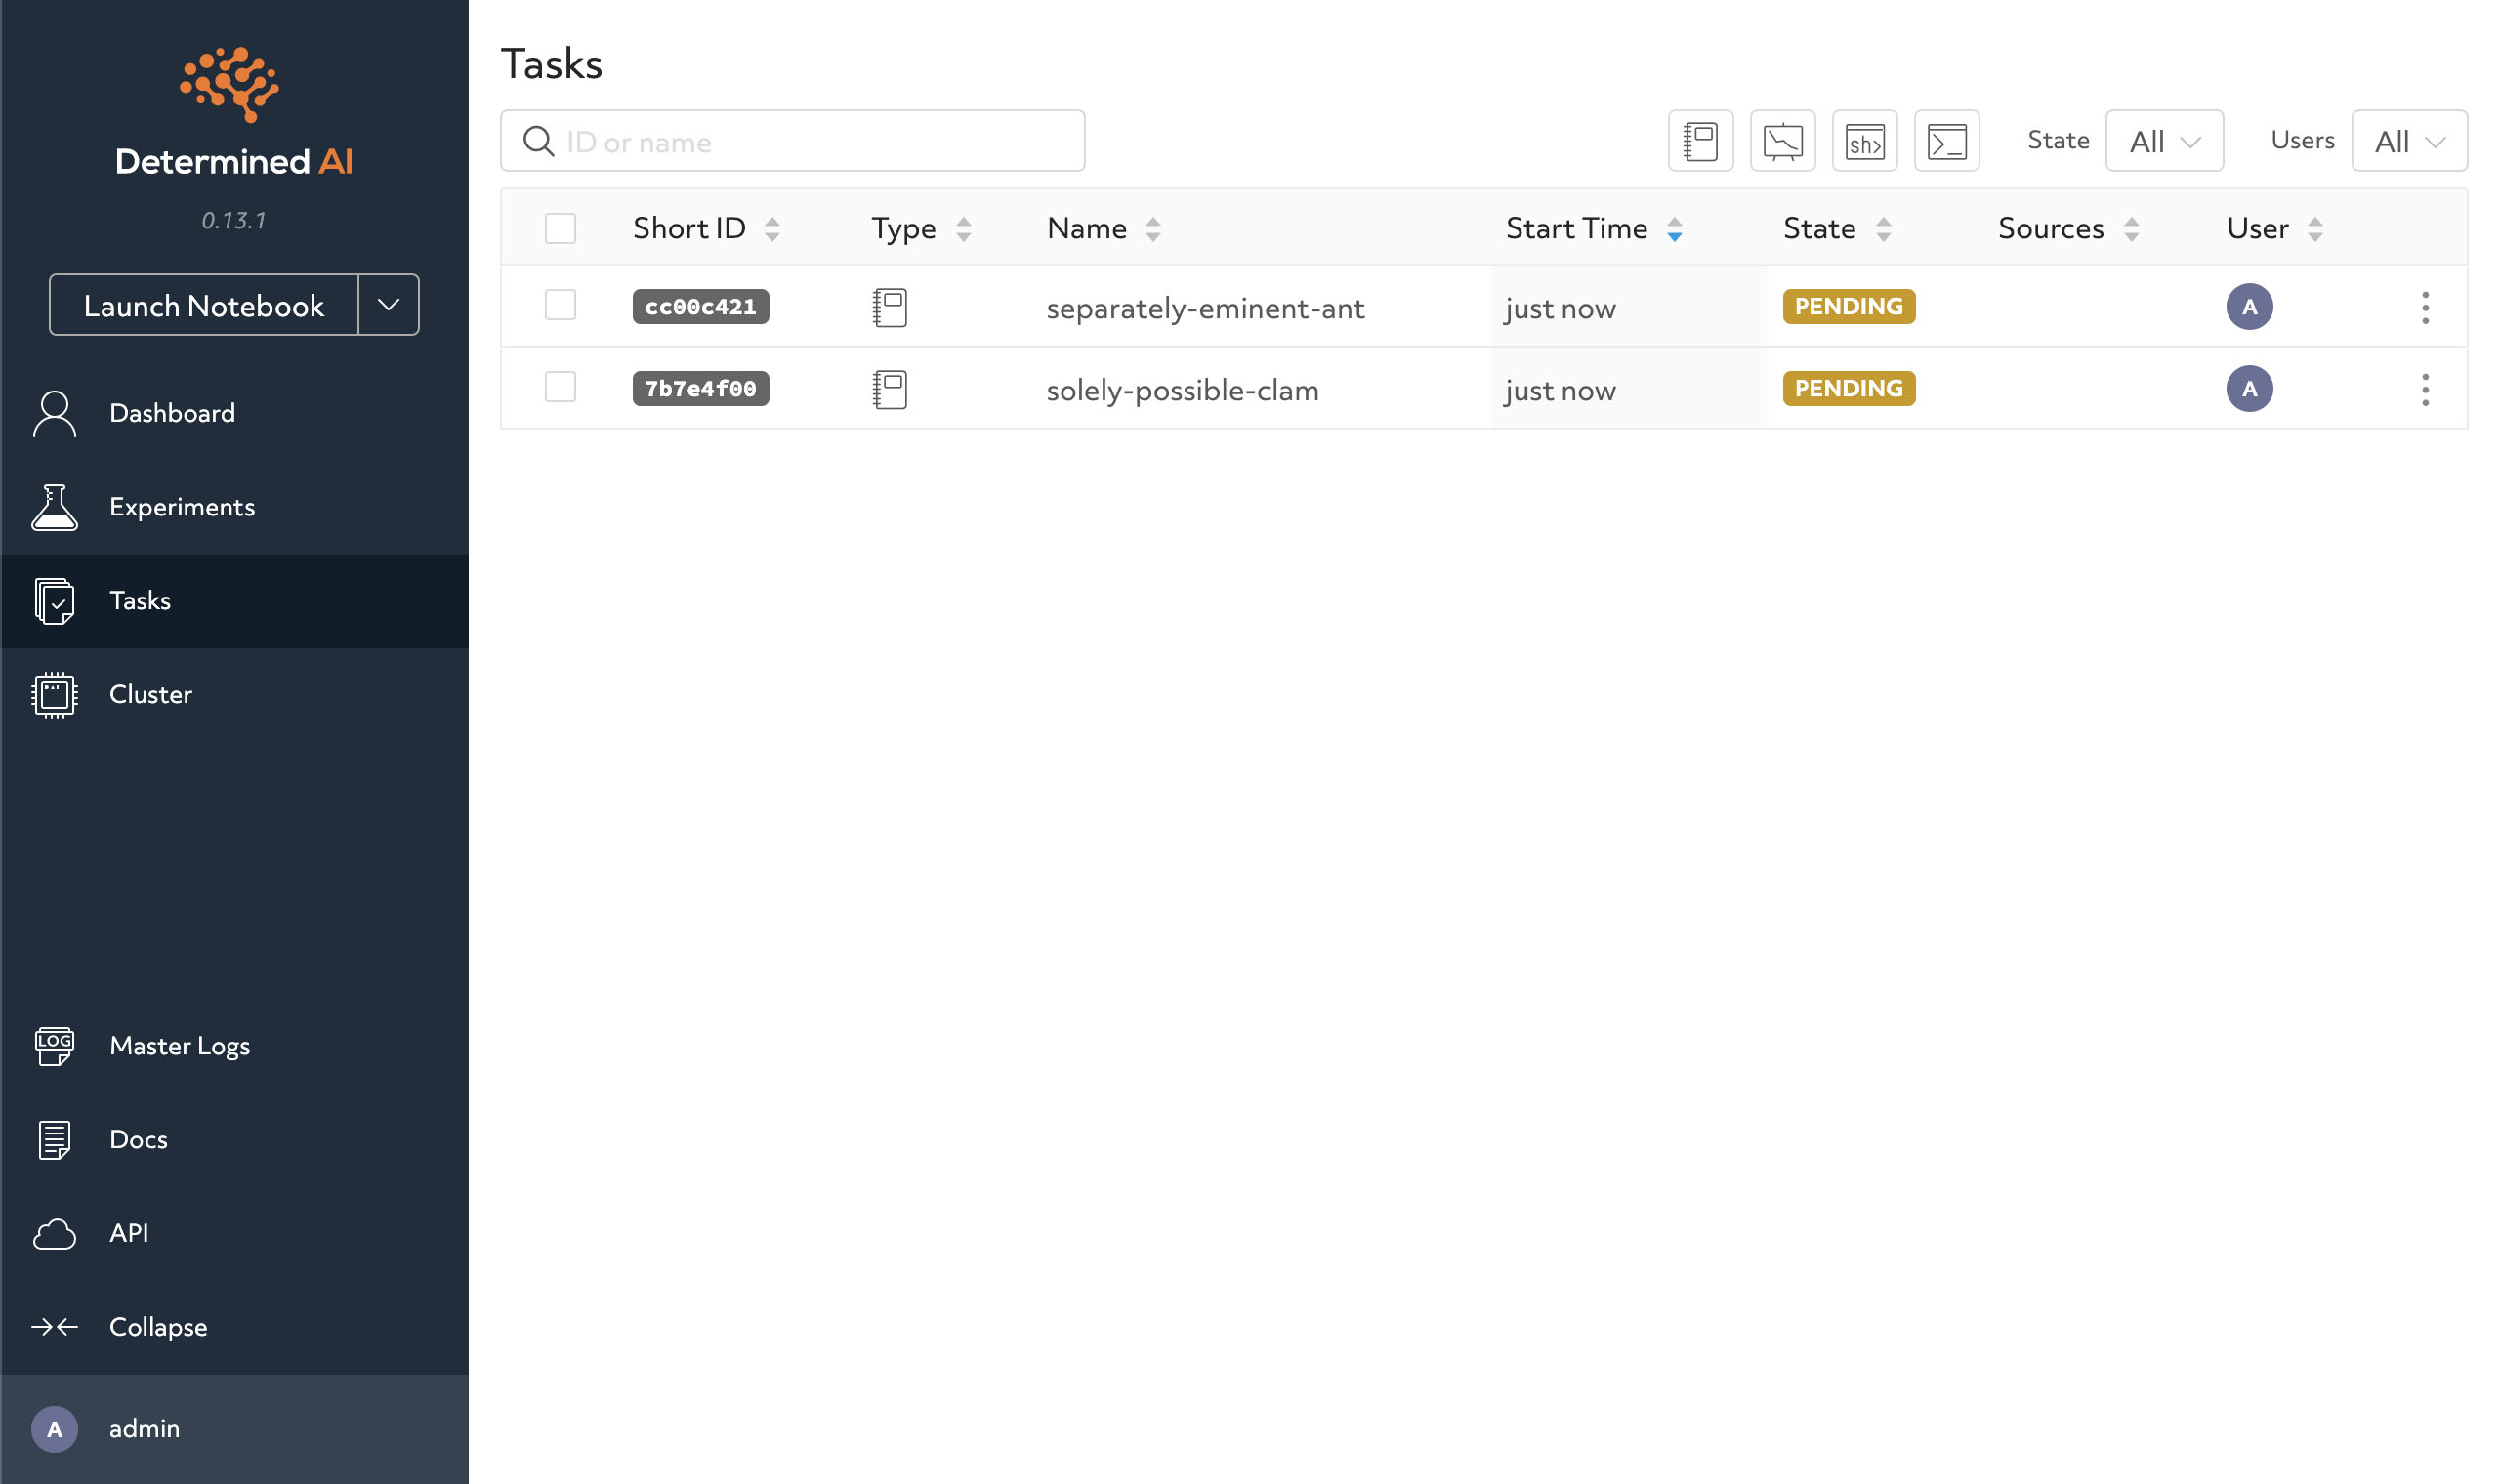 Determined AI
0.13.1
Launch Notebook
Dashboard
Experiments
Tasks
Cluster
Master Logs
LOG
Docs
API
Collapse
A admin
Tasks
ID or name
sh>
>_
State All
Users All
Short ID Type Name Start Time State Sources User
cc00c421 separately-eminent-ant just now PENDING A
7b7e4f00 solely-possible-clam just now PENDING A